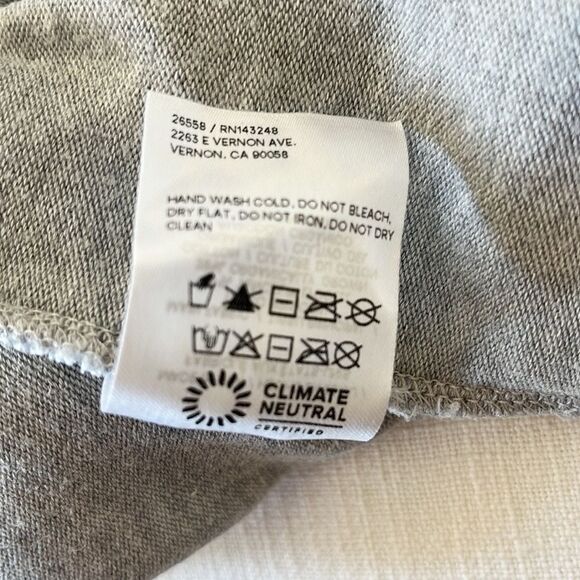 26558 / RN143248
2263 E VERNON AVE.
VERNON, CA 90058
HAND WASH COLD, DO NOT BLEACH,
DRY FLAT, DO NOT IRON, DO NOT DRY
CLEAN
CLIMATE
NEUTRAL
CERTIFIED